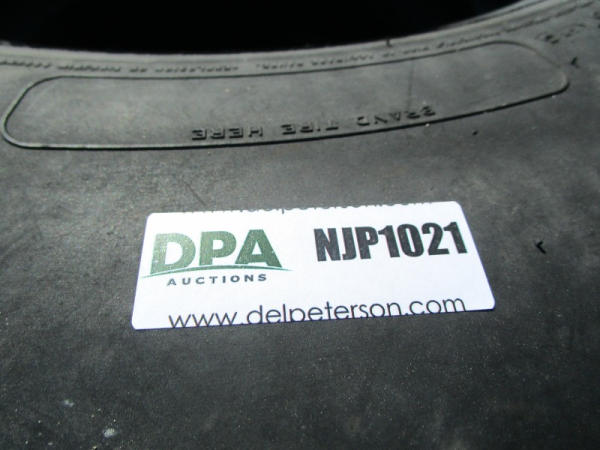 BRAND TIRE HERE
DPA
AUCTIONS
NJP1021
www.delpeterson.com